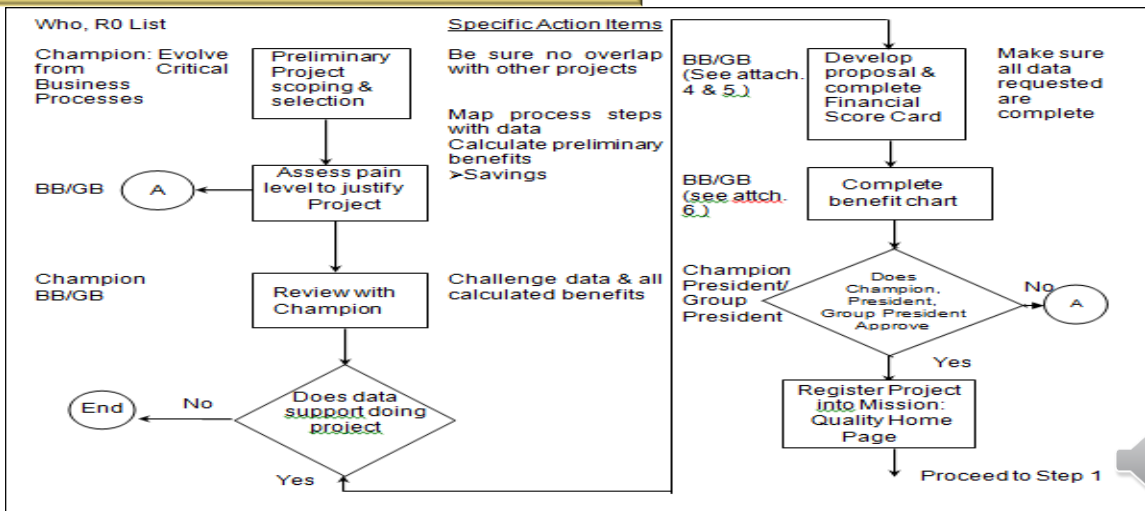 Who, R0 List
Specific Action Items
Champion: Evolve
from Critical
Business
Processes
Preliminary
Project
scoping &
selection
Be sure no overlap
with other projects
Map process steps
with data
Calculate preliminary
benefits
➢Savings
BB/GB
A
Assess pain
level to justify
Project
Champion
BB/GB
Review with
Champion
Challenge data & all
calculated benefits
End
No
Does data
support doing
project
Yes
BB/GB
(See attach.
4 & 5.)
Develop
proposal &
complete
Financial
Score Card
Make sure
all data
requested
are
complete
BB/GB
(see attch.
6.)
Complete
benefit chart
Champion
President/
Group
President
Does
Champion,
President,
Group President
Approve
No
A
Yes
Register Project
into Mission:
Quality Home
Page
Proceed to Step 1